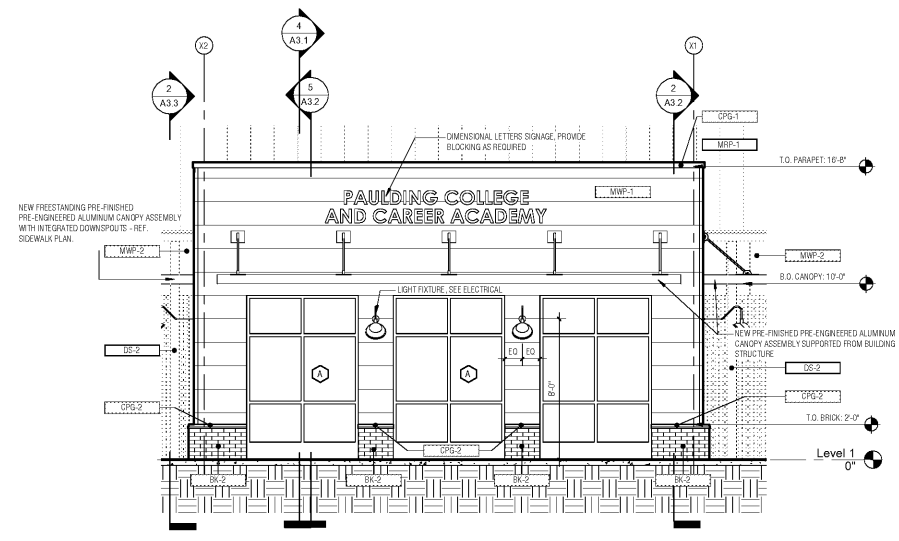 4
A3.1
X2
X1
2
A3.3
5
A3.2
2
A3.2
CPG-1
DIMENSIONAL LETTERS SIGNAGE, PROVIDE
BLOCKING AS REQUIRED
MRP-1
T.O. PARAPET: 16'-8"
PAULDING COLLEGE
AND CAREER ACADEMY
MWP-1
NEW FREESTANDING PRE-FINISHED
PRE-ENGINEERED ALUMINUM CANOPY ASSEMBLY
WITH INTEGRATED DOWNSPOUTS - REF.
SIDEWALK PLAN.
MWP-2
MWP-2
B.O. CANOPY: 10'-0"
LIGHT FIXTURE, SEE ELECTRICAL
NEW PRE-FINISHED PRE-ENGINEERED ALUMINUM
CANOPY ASSEMBLY SUPPORTED FROM BUILDING
STRUCTURE
DS-2
EQ
EQ
A
A
8'-0"
DS-2
CPG-2
CPG-2
T.O. BRICK: 2'-0"
CPG-2
Level 1
0"
BK-2
BK-2
BK-2
BK-2